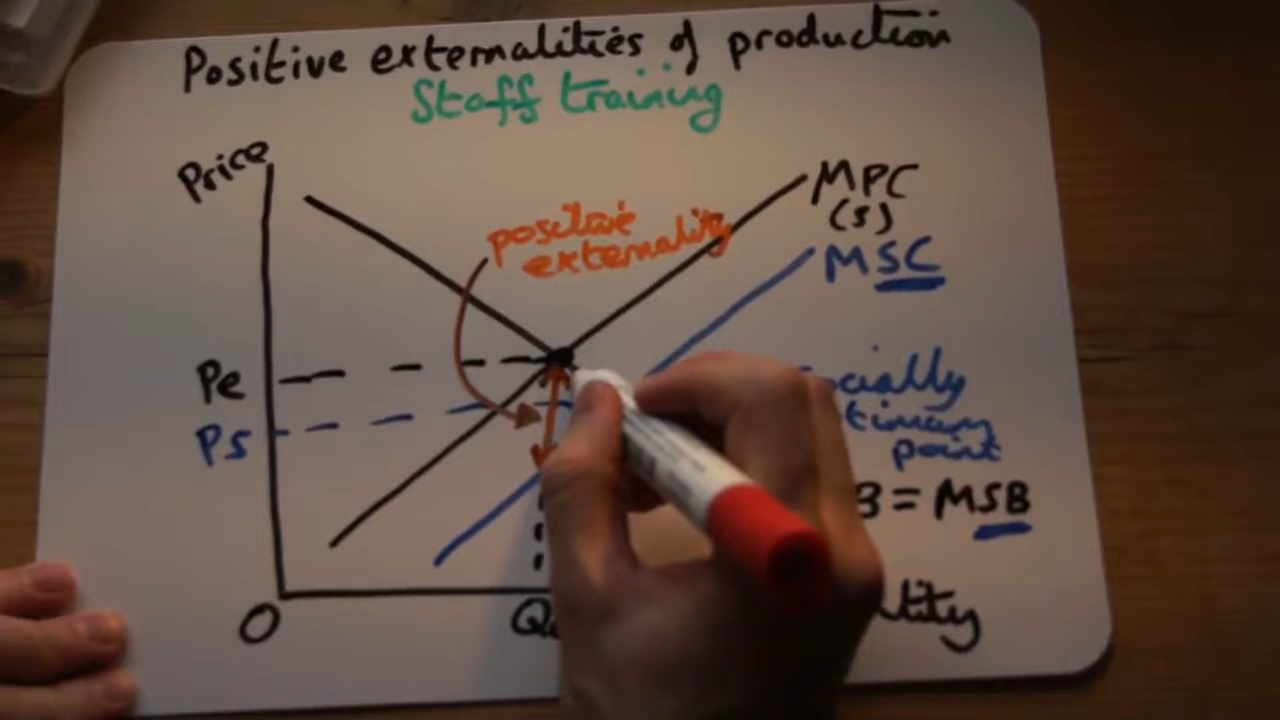 Positive externalities of production
Staff training
Price
MPC
(S)
positive
externality
MSC
Pe
Ps
point
= MSB
O